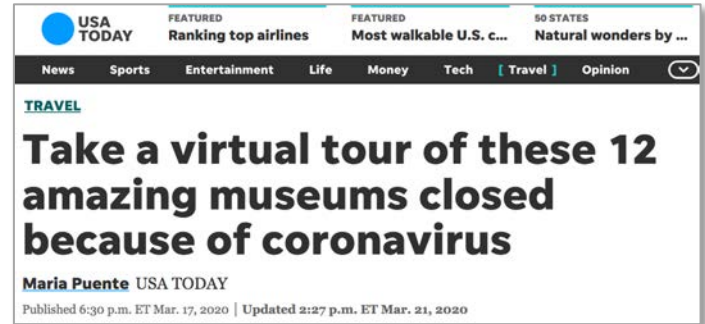 USA TODAY
FEATURED
Ranking top airlines
FEATURED
Most walkable U.S. c...
50 STATES
Natural wonders by ...
News Sports Entertainment Life Money Tech [ Travel ] Opinion
TRAVEL
Take a virtual tour of these 12
amazing museums closed
because of coronavirus
Maria Puente USA TODAY
Published 6:30 p.m. ET Mar. 17, 2020 | Updated 2:27 p.m. ET Mar. 21, 2020